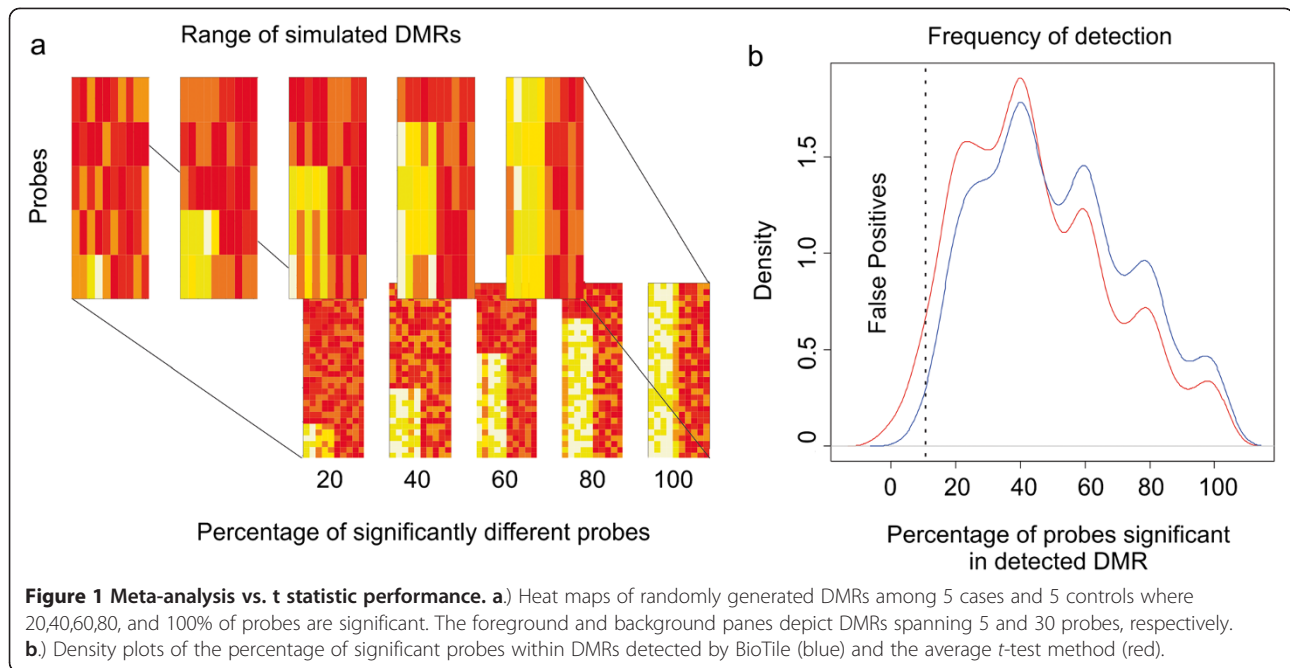 a
Range of simulated DMRs
Probes
20 40 60 80 100
Percentage of significantly different probes
b
Frequency of detection
Density
0 0.5 1.0 1.5
False Positives
0 20 40 60 80 100
Percentage of probes significant
in detected DMR
Figure 1 Meta-analysis vs. t statistic performance. a.) Heat maps of randomly generated DMRs among 5 cases and 5 controls where
20,40,60,80, and 100% of probes are significant. The foreground and background panes depict DMRs spanning 5 and 30 probes, respectively.
b.) Density plots of the percentage of significant probes within DMRs detected by BioTile (blue) and the average t-test method (red).